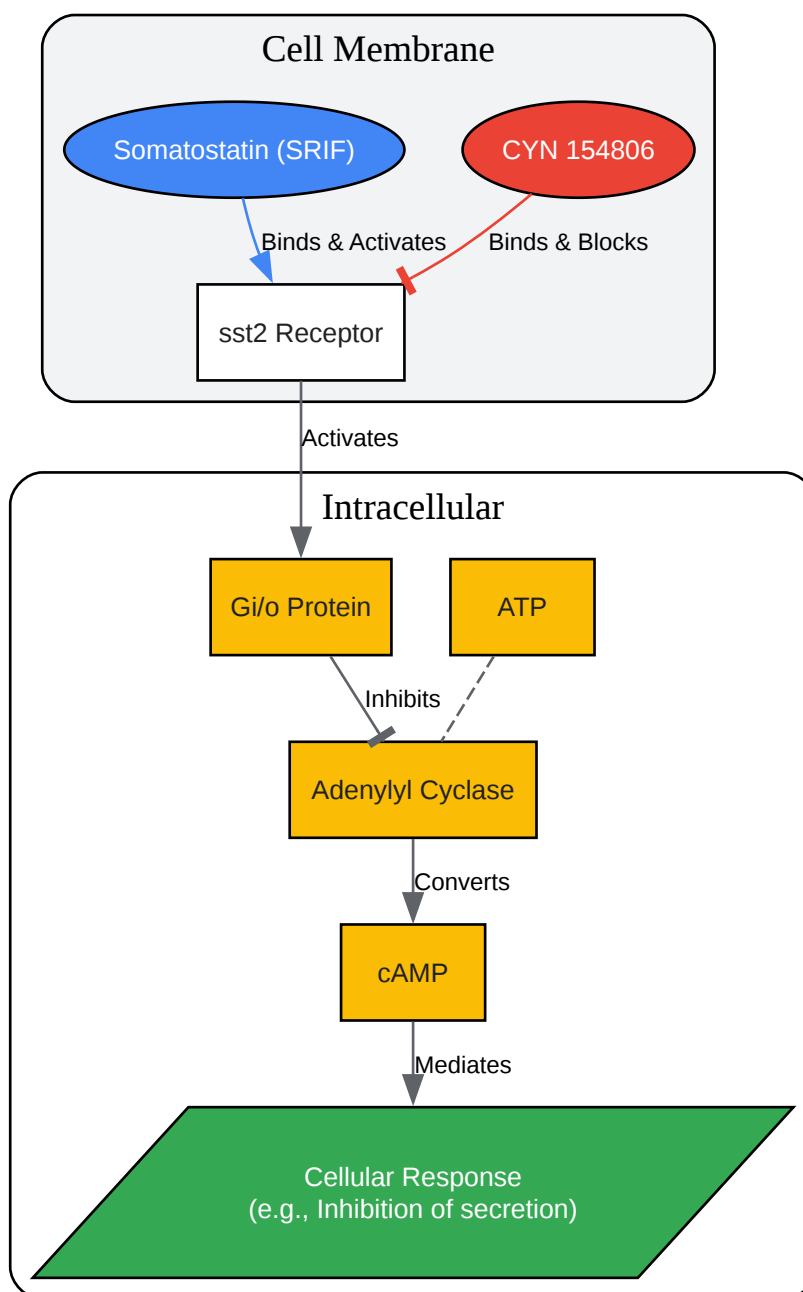 Cell Membrane
Somatostatin (SRIF)
CYN 154806
Binds & Activates
Binds & Blocks
sst2 Receptor
Activates
Intracellular
Gi/o Protein
ATP
Inhibits
Adenylyl Cyclase
Converts
cAMP
Mediates
Cellular Response
(e.g., Inhibition of secretion)